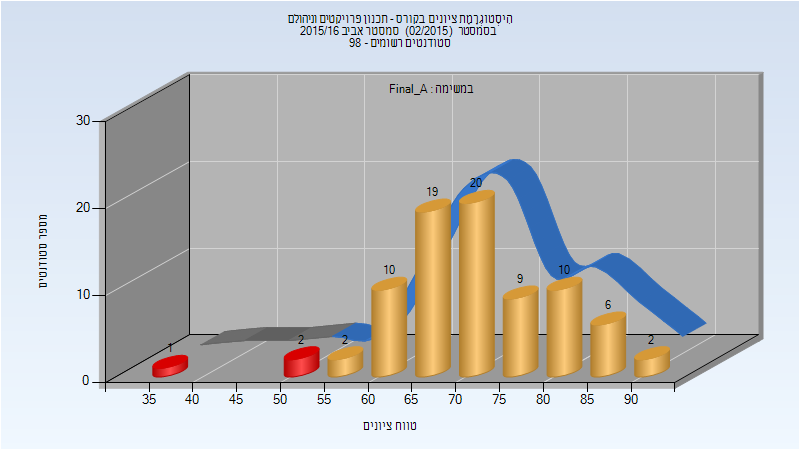 היסטוגרמת ציונים בקורס - תכנון פרויקטים וניהולם
בסמסטר (02/2015) סמסטר אביב 2015/16
סטודנטים רשומים - 98
במשימה : Final_A
30
20
10
0
מספר סטודנטים
1
2
2
10
19
20
9
10
6
2
35 40 45 50 55 60 65 70 75 80 85 90
טווח ציונים